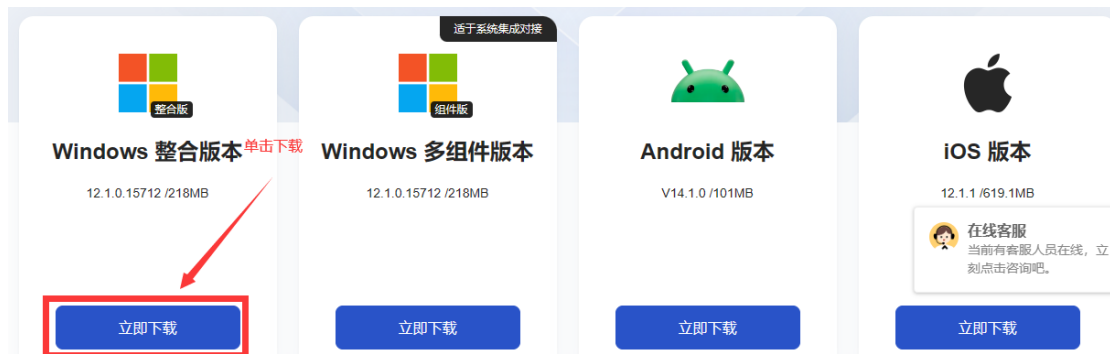 适于系统集成对接
整合版
组件版
Windows 整合版本
单击下载
Windows 多组件版本
Android 版本
iOS 版本
12.1.0.15712 /218MB
12.1.0.15712 /218MB
V14.1.0 /101MB
12.1.1 /619.1MB
在线客服
当前有客服人员在线，立
刻点击咨询吧。
立即下载
立即下载
立即下载
立即下载